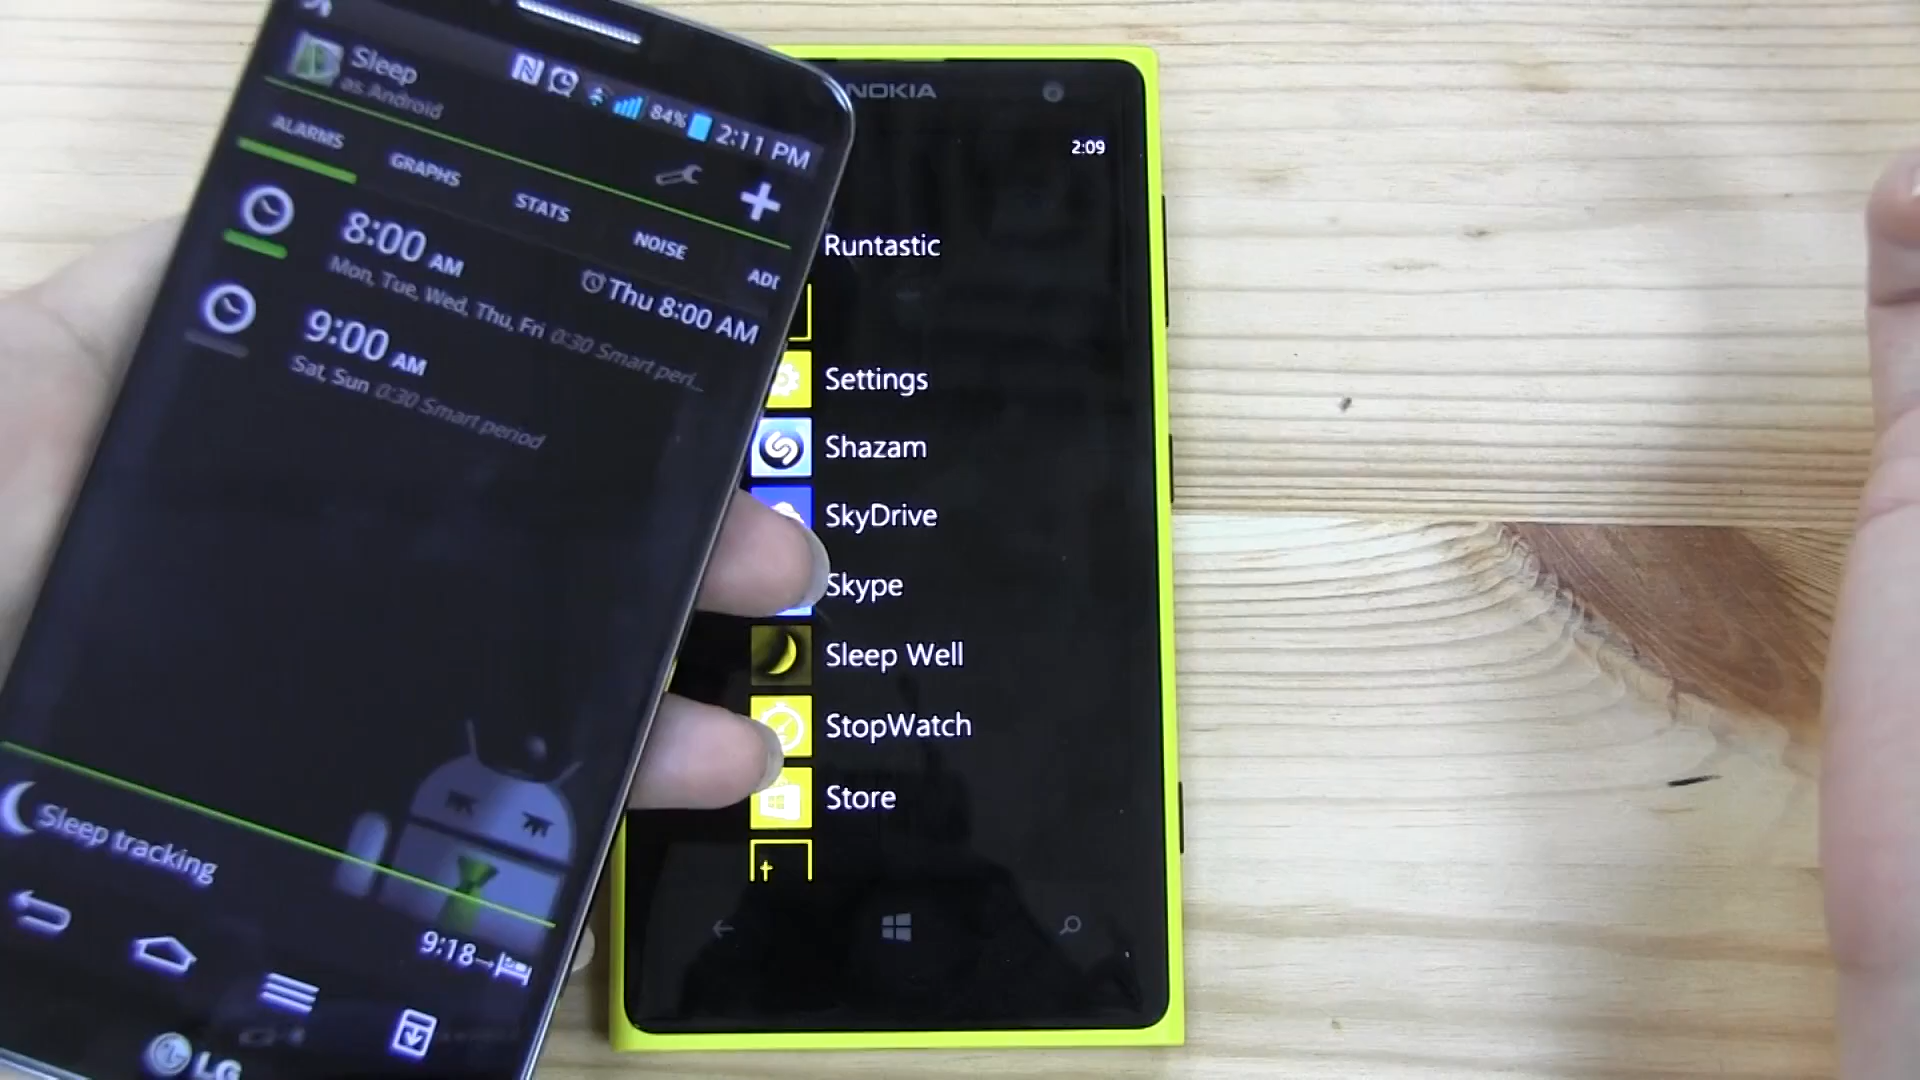 Sleep
as Android
84% 2:11 PM
ALARMS
GRAPHS
STATS
NOISE
8:00 AM
Mon, Tue, Wed, Thu, Fri 0:30 Smart peri...
Thu 8:00 AM
9:00 AM
Sat, Sun 0:30 Smart period
Sleep tracking
9:18
LG
NOKIA
2:09
Runtastic
Settings
Shazam
SkyDrive
Skype
Sleep Well
StopWatch
Store
t